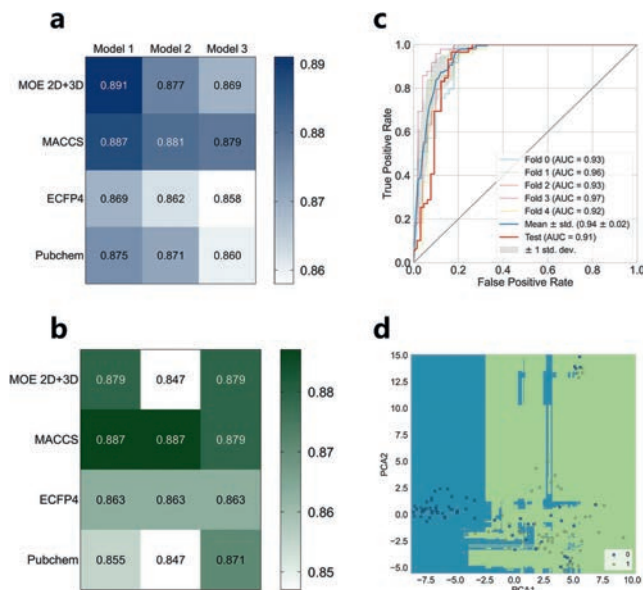 a
Model 1 Model 2 Model 3
MOE 2D+3D 0.891 0.877 0.869
MACCS 0.887 0.881 0.879
ECFP4 0.869 0.862 0.858
Pubchem 0.875 0.871 0.860
0.89
0.88
0.87
0.86
b
MOE 2D+3D 0.879 0.847 0.879
MACCS 0.887 0.887 0.879
ECFP4 0.863 0.863 0.863
Pubchem 0.855 0.847 0.871
0.88
0.87
0.86
0.85
c
True Positive Rate
1.0
0.8
0.6
0.4
0.2
0.0
Fold 0 (AUC = 0.93)
Fold 1 (AUC = 0.96)
Fold 2 (AUC = 0.93)
Fold 3 (AUC = 0.97)
Fold 4 (AUC = 0.92)
Mean ± std. (0.94 ± 0.02)
Test (AUC = 0.91)
± 1 std. dev.
0.0 0.2 0.4 0.6 0.8 1.0
False Positive Rate
d
PCA2
15.0
12.5
10.0
7.5
5.0
2.5
0.0
−2.5
−5.0
0
1
−7.5 −5.0 −2.5 0.0 2.5 5.0 7.5 10.0
PCA1